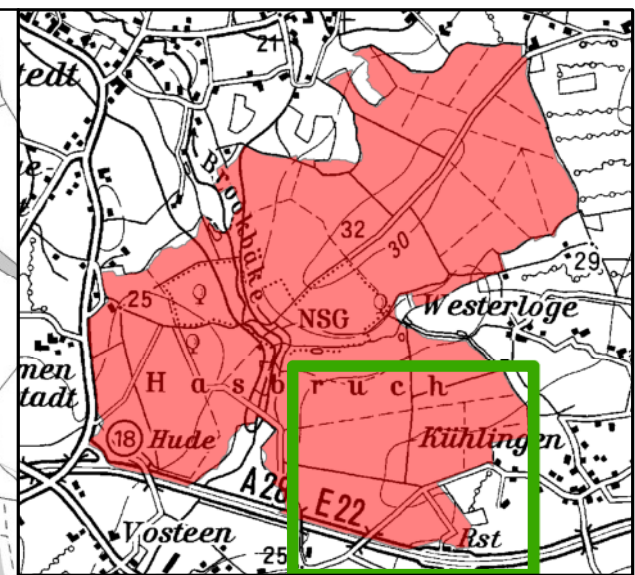 21
tedt
Brookbäke
32
30
29
25
NSG
Westerloge
men
tadt
Hasbruch
18
Hude
Kühlingen
A28
E22
Vosteen
25
Rst